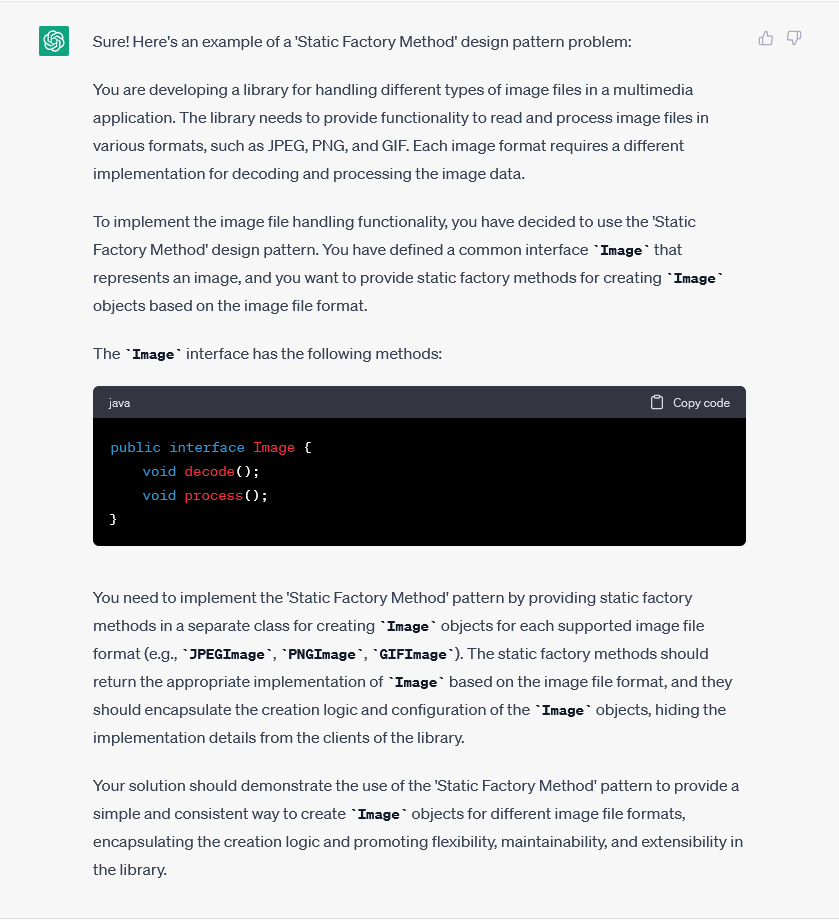 Sure! Here's an example of a 'Static Factory Method' design pattern problem:
You are developing a library for handling different types of image files in a multimedia
application. The library needs to provide functionality to read and process image files in
various formats, such as JPEG, PNG, and GIF. Each image format requires a different
implementation for decoding and processing the image data.
To implement the image file handling functionality, you have decided to use the 'Static
Factory Method' design pattern. You have defined a common interface `Image` that
represents an image, and you want to provide static factory methods for creating `Image`
objects based on the image file format.
The `Image` interface has the following methods:
java Copy code
public interface Image {
    void decode();
    void process();
}
You need to implement the 'Static Factory Method' pattern by providing static factory
methods in a separate class for creating `Image` objects for each supported image file
format (e.g., `JPEGImage`, `PNGImage`, `GIFImage`). The static factory methods should
return the appropriate implementation of `Image` based on the image file format, and they
should encapsulate the creation logic and configuration of the `Image` objects, hiding the
implementation details from the clients of the library.
Your solution should demonstrate the use of the 'Static Factory Method' pattern to provide a
simple and consistent way to create `Image` objects for different image file formats,
encapsulating the creation logic and promoting flexibility, maintainability, and extensibility in
the library.